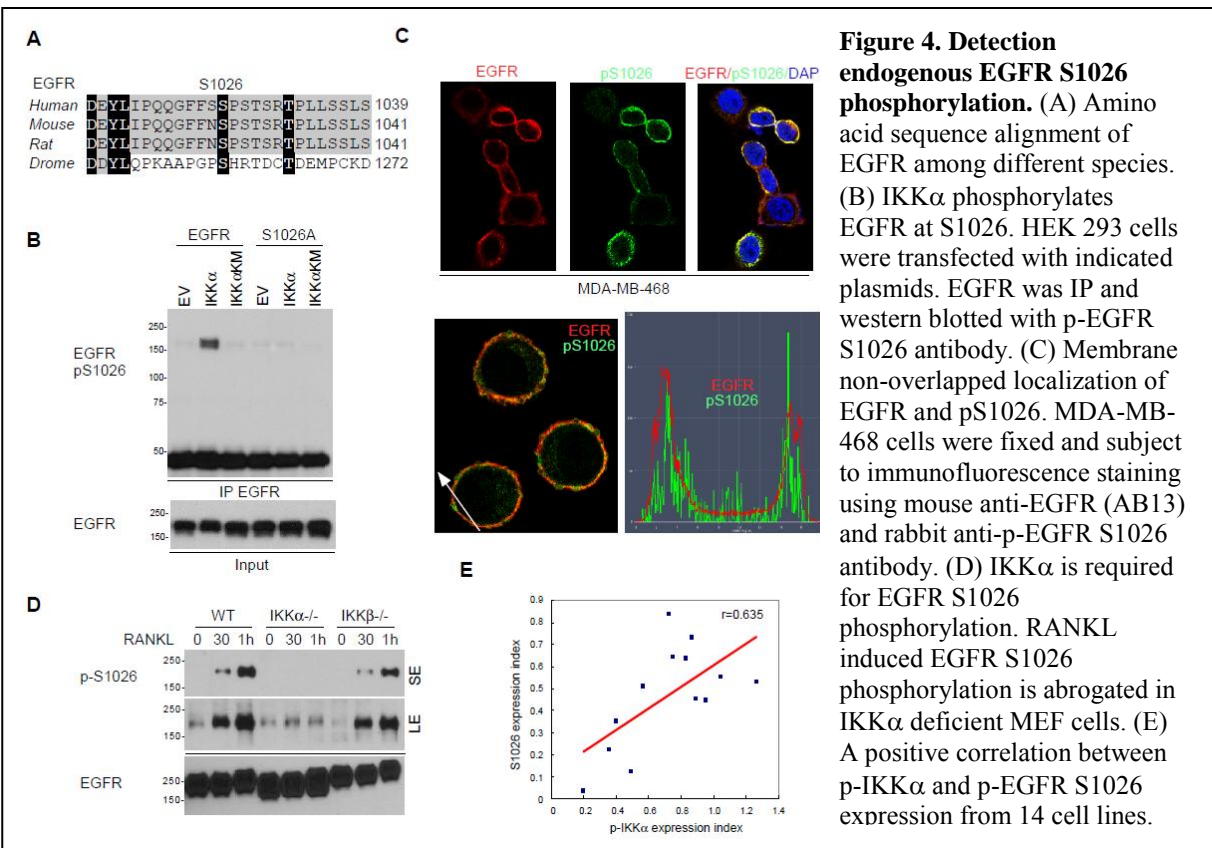 A
EGFR S1026
Human DEYLIPQQGFFSSPSTSRTPLLSSLS 1039
Mouse DEYLIPQQGFFNSPSTSRTPLLSSLS 1041
Rat DEYLIPQQGFFNSPSTSRTPLLSSLS 1041
Drome DDYLQPKAAPGPSHRTDCTDEMPCKD 1272
B
EGFR S1026A
EV IKKα IKKαKM EV IKKα IKKαKM
250-
EGFR
pS1026
150-
100-
75-
50-
IP EGFR
EGFR
250-
150-
Input
C
EGFR pS1026 EGFR/pS1026/DAP
MDA-MB-468
EGFR
pS1026
EGFR
pS1026
D
WT IKKα-/- IKKβ-/-
RANKL 0 30 1h 0 30 1h 0 30 1h
p-S1026
250-
150-
SE
250-
150-
LE
EGFR
250-
150-
E
r=0.635
S1026 expression index
0.9
0.8
0.7
0.6
0.5
0.4
0.3
0.2
0.1
0
0.0 0.2 0.4 0.6 0.8 1.0 1.2 1.4
p-IKKα expression index
Figure 4. Detection
endogenous EGFR S1026
phosphorylation. (A) Amino
acid sequence alignment of
EGFR among different species.
(B) IKKα phosphorylates
EGFR at S1026. HEK 293 cells
were transfected with indicated
plasmids. EGFR was IP and
western blotted with p-EGFR
S1026 antibody. (C) Membrane
non-overlapped localization of
EGFR and pS1026. MDA-MB-
468 cells were fixed and subject
to immunofluorescence staining
using mouse anti-EGFR (AB13)
and rabbit anti-p-EGFR S1026
antibody. (D) IKKα is required
for EGFR S1026
phosphorylation. RANKL
induced EGFR S1026
phosphorylation is abrogated in
IKKα deficient MEF cells. (E)
A positive correlation between
p-IKKα and p-EGFR S1026
expression from 14 cell lines.